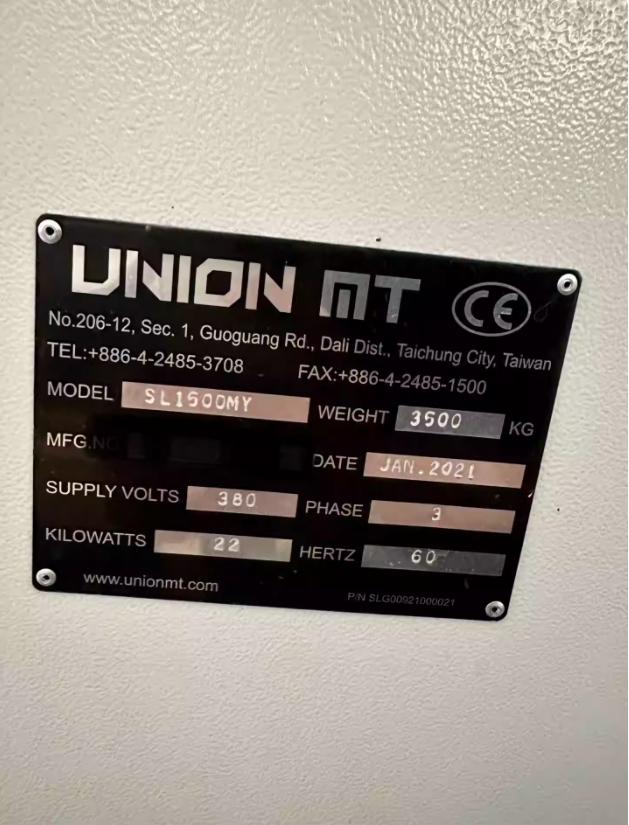 UNION MT CE
No.206-12, Sec. 1, Guoguang Rd., Dali Dist., Taichung City, Taiwan
TEL:+886-4-2485-3708 FAX:+886-4-2485-1500
MODEL SL1500MY WEIGHT 3500 KG
MFG.NO DATE JAN.2021
SUPPLY VOLTS 380 PHASE 3
KILOWATTS 22 HERTZ 60
www.unionmt.com P/N SLG00921000021